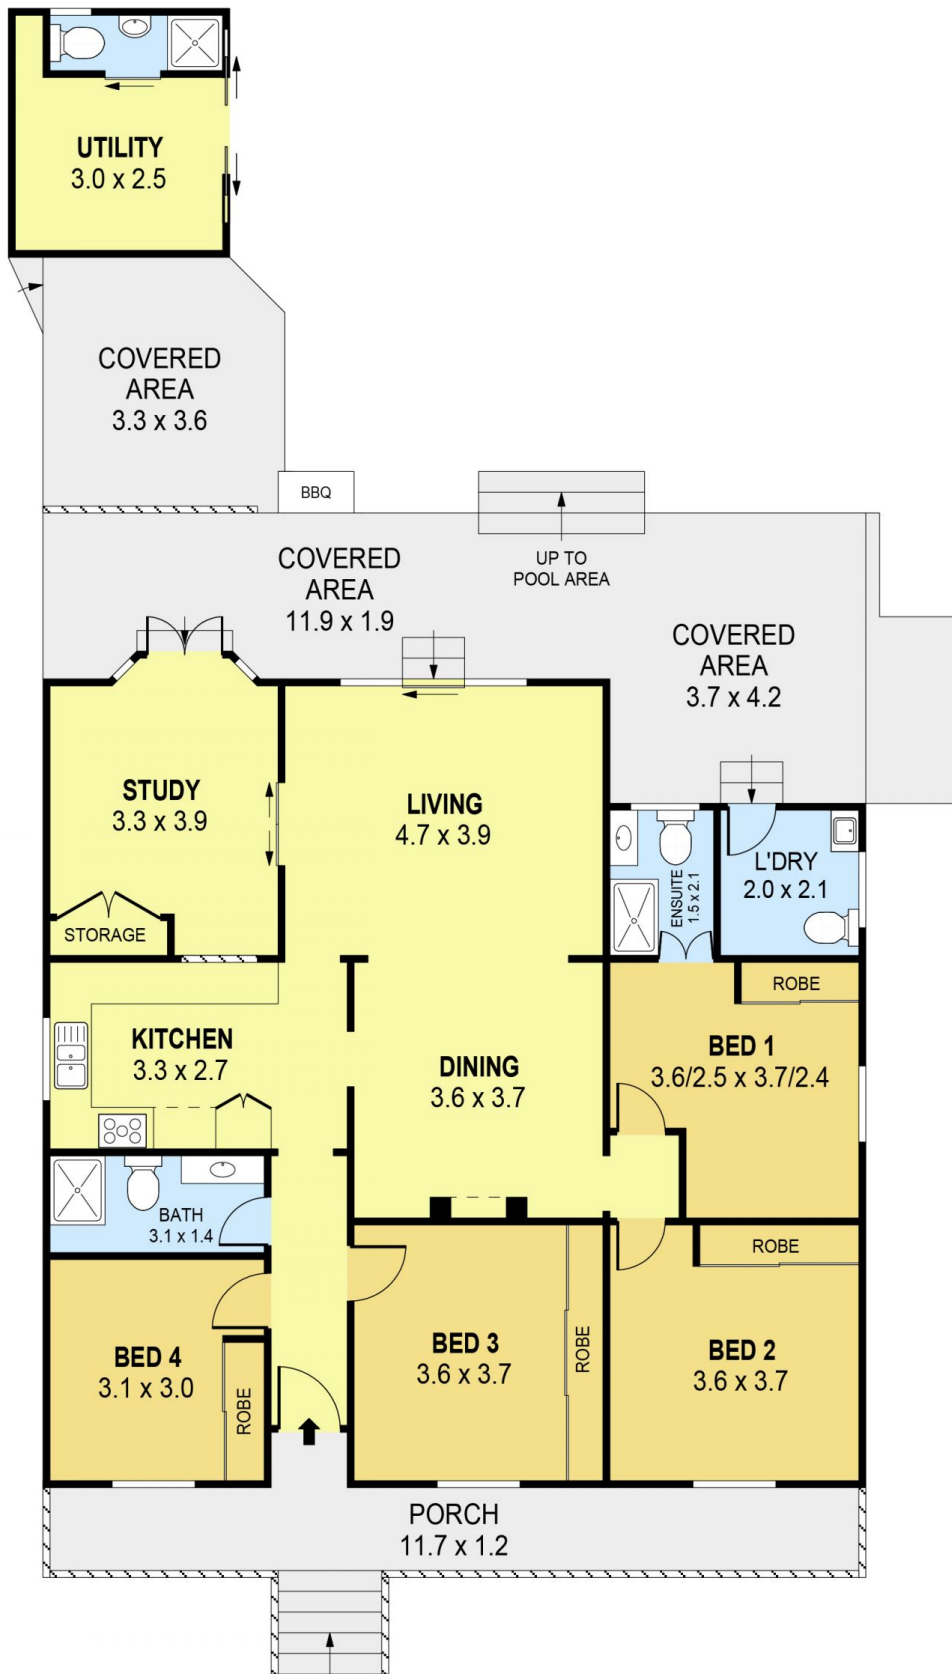 UTILITY
3.0 x 2.5
COVERED
AREA
3.3 x 3.6
BBQ
COVERED
AREA
11.9 x 1.9
UP TO
POOL AREA
COVERED
AREA
3.7 x 4.2
STUDY
3.3 x 3.9
LIVING
4.7 x 3.9
STORAGE
ENSUITE
1.5 x 2.1
L'DRY
2.0 x 2.1
KITCHEN
3.3 x 2.7
DINING
3.6 x 3.7
ROBE
BED 1
3.6/2.5 x 3.7/2.4
BATH
3.1 x 1.4
BED 4
3.1 x 3.0
ROBE
BED 3
3.6 x 3.7
ROBE
ROBE
BED 2
3.6 x 3.7
PORCH
11.7 x 1.2